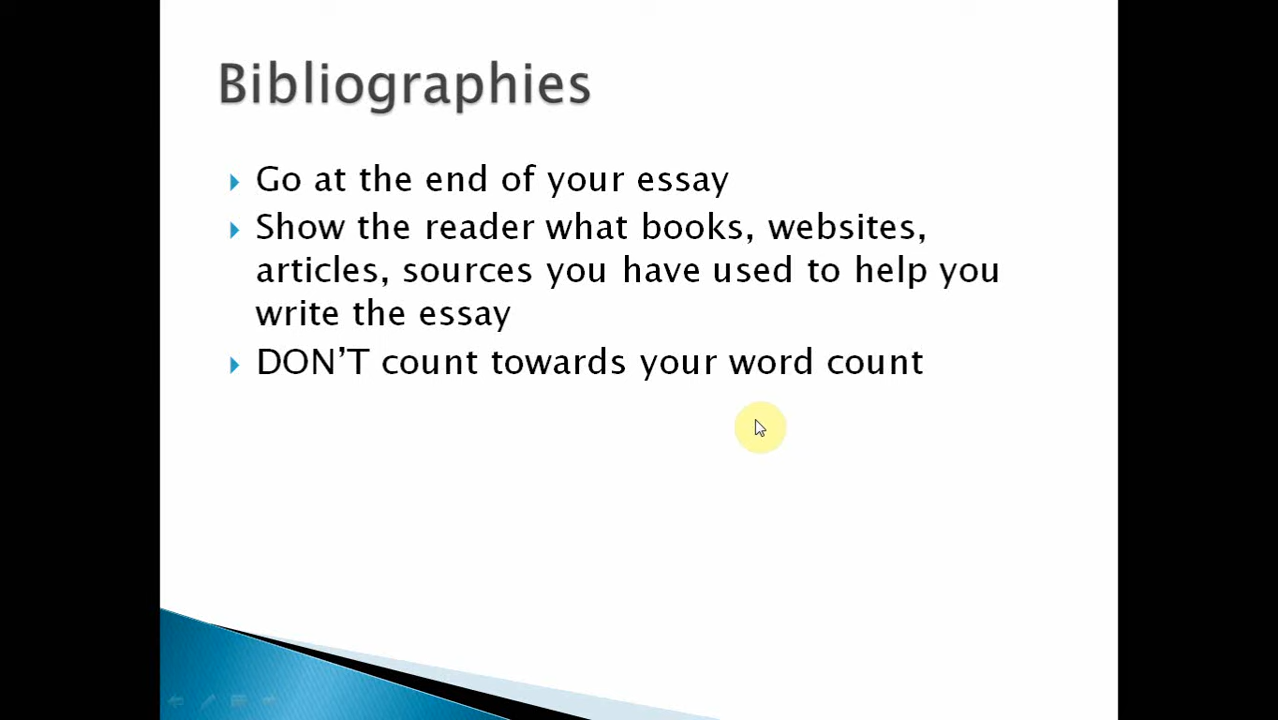 Bibliographies
Go at the end of your essay
Show the reader what books, websites,
articles, sources you have used to help you
write the essay
DON’T count towards your word count